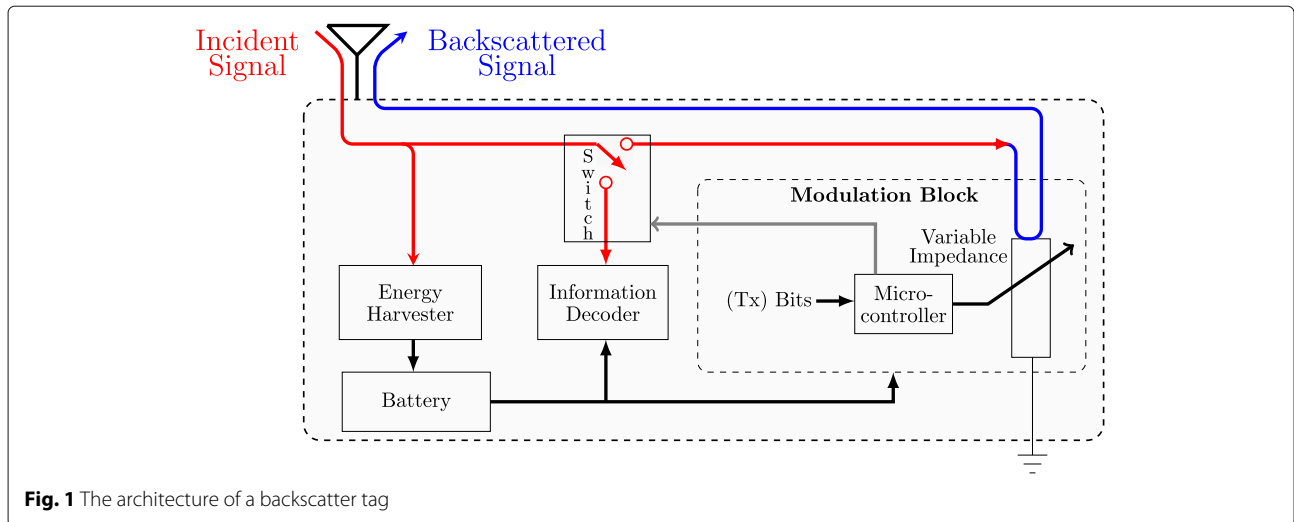 Incident
Signal
Backscattered
Signal
Switch
Modulation Block
Variable
Impedance
Energy
Harvester
Information
Decoder
(Tx) Bits
Micro-
controller
Battery
Fig. 1 The architecture of a backscatter tag